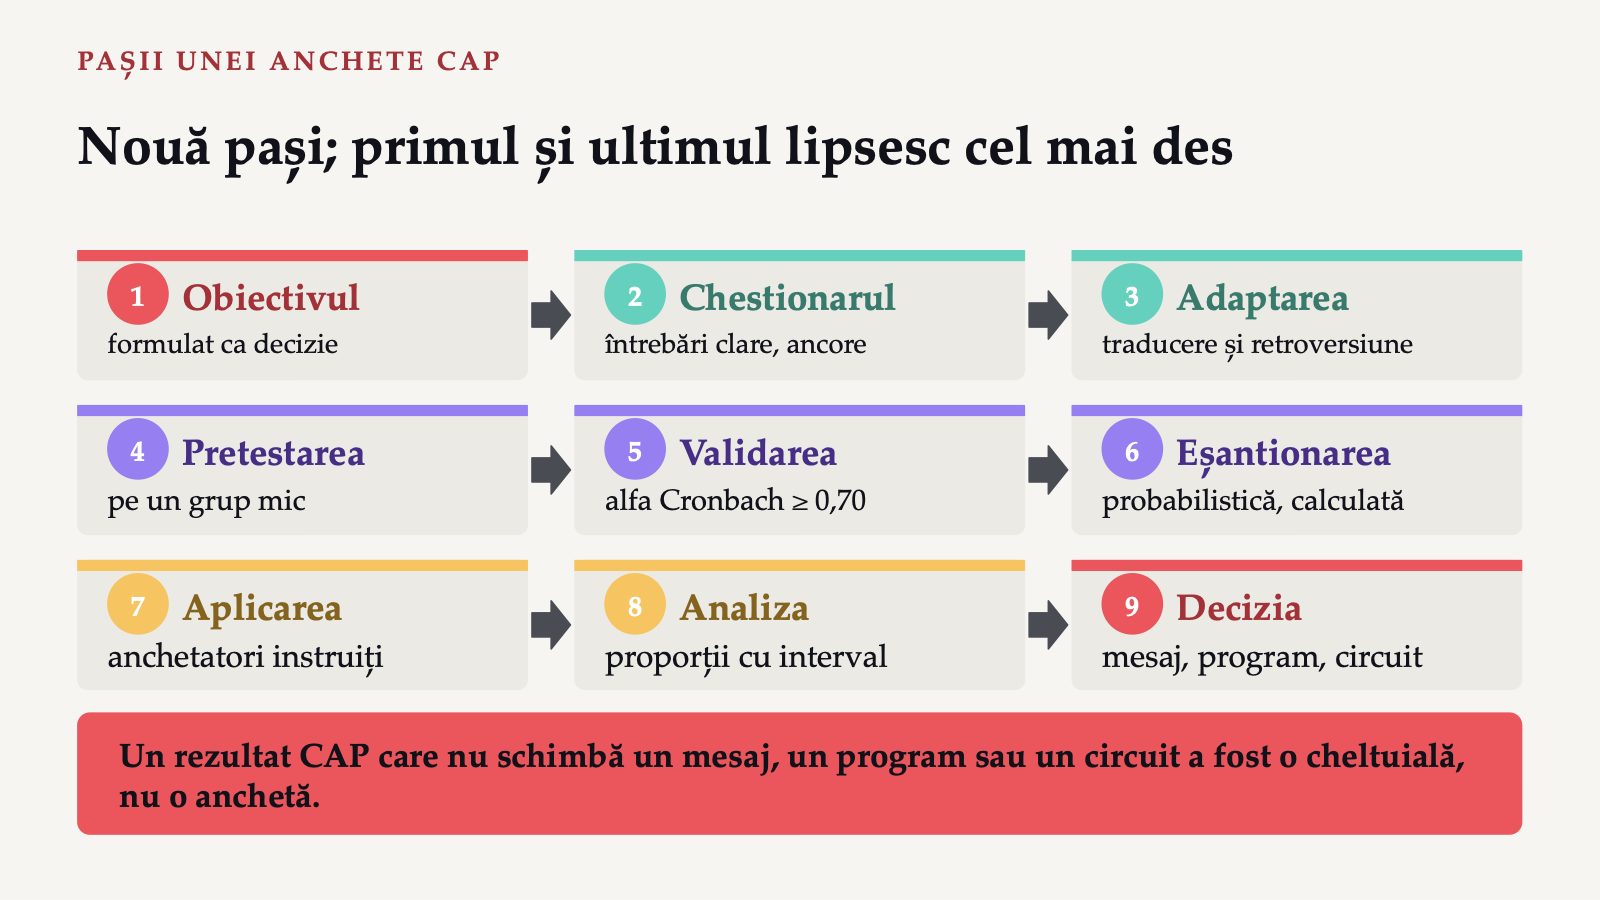 PAȘII UNEI ANCHETE CAP
Nouă pași; primul și ultimul lipsesc cel mai des
1 Obiectivul
formulat ca decizie
2 Chestionarul
întrebări clare, ancore
3 Adaptarea
traducere și retroversiune
4 Pretestarea
pe un grup mic
5 Validarea
alfa Cronbach ≥ 0,70
6 Eșantionarea
probabilistică, calculată
7 Aplicarea
anchetatori instruiți
8 Analiza
proporții cu interval
9 Decizia
mesaj, program, circuit
Un rezultat CAP care nu schimbă un mesaj, un program sau un circuit a fost o cheltuială,
nu o anchetă.